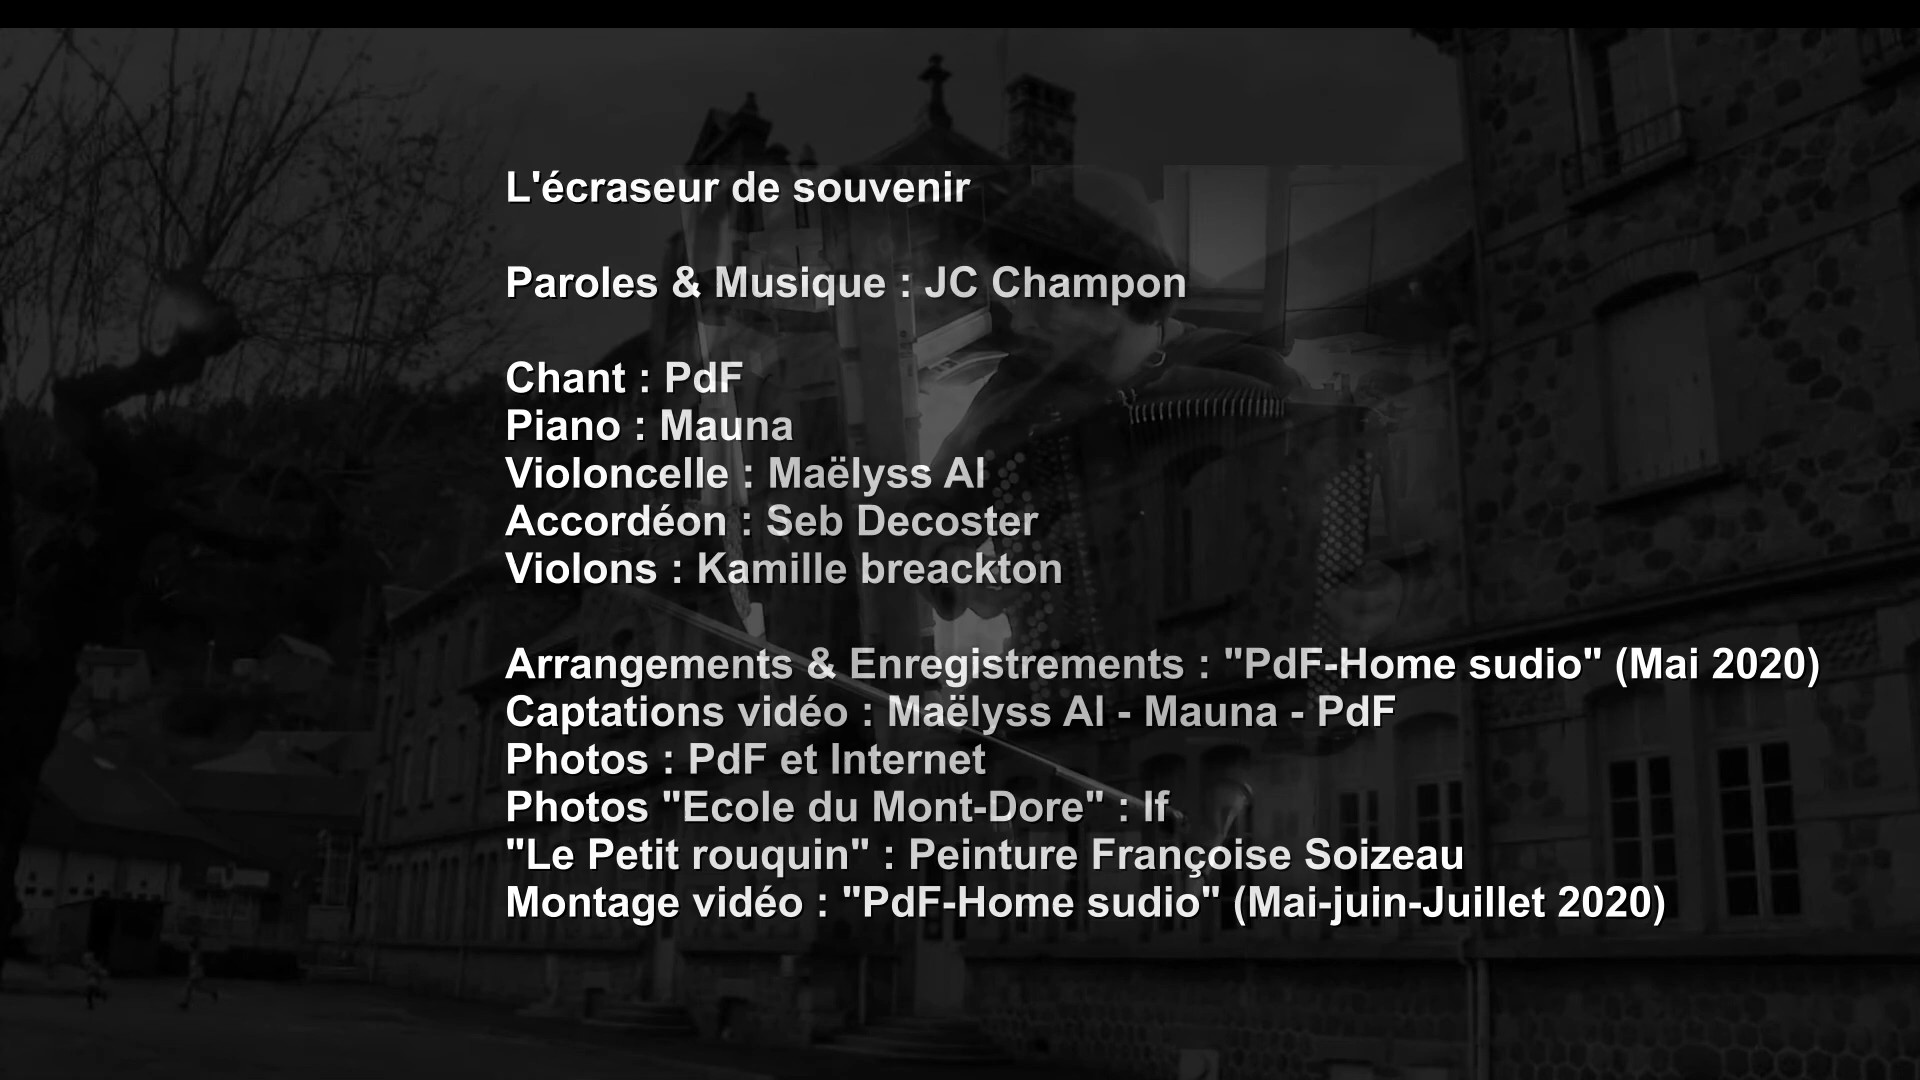 L'écraseur de souvenir
Paroles & Musique : JC Champon
Chant : PdF
Piano : Mauna
Violoncelle : Maëlyss Al
Accordéon : Seb Decoster
Violons : Kamille breackton
Arrangements & Enregistrements : "PdF-Home sudio" (Mai 2020)
Captations vidéo : Maëlyss Al - Mauna - PdF
Photos : PdF et Internet
Photos "Ecole du Mont-Dore" : If
"Le Petit rouquin" : Peinture Françoise Soizeau
Montage vidéo : "PdF-Home sudio" (Mai-juin-Juillet 2020)